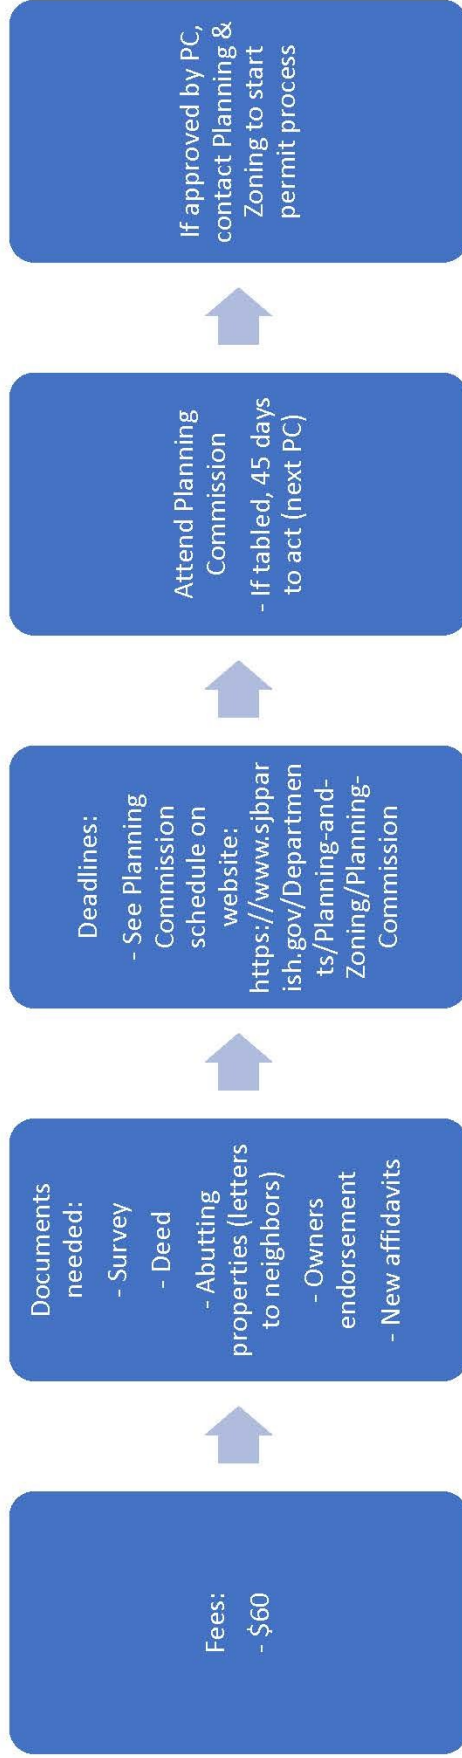 Fees:
- $60
Documents
needed:
- Survey
- Deed
- Abutting
properties (letters
to neighbors)
- Owners
endorsement
- New affidavits
Deadlines:
- See Planning
Commission
schedule on
website:
https://www.sjbpar
ish.gov/Departmen
ts/Planning-and-
Zoning/Planning-
Commission
Attend Planning
Commission
- If tabled, 45 days
to act (next PC)
If approved by PC,
contact Planning &
Zoning to start
permit process